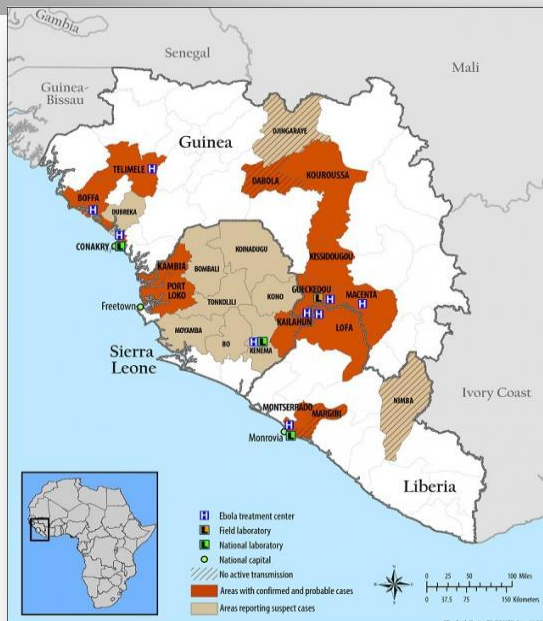 Gambia
Senegal
Mali
Guinea-
Bissau
Guinea
DJINGARAYE
TELIMELE H
DABOLA
KOUROUSSA
BOFFA
H
DUBREKA
H
CONAKRY L
KISSIDOUGOU
KOINADUGU
KAMBIA
BOMBALI
PORT
LOKO
GUECKEDOU
L H
MACENTA
H
KONO
TONKOLILI
Freetown
KAILAHUN
H H
LOFA
MOYAMBA
BO
H L
KENEMA
Sierra
Leone
NIMBA
Ivory Coast
MONTSERRADO
MARGIBI
H
Monrovia
L
Liberia
H Ebola treatment center
L Field laboratory
L National laboratory
National capital
No active transmission
Areas with confirmed and probable cases
Areas reporting suspect cases
0 25 50 100 Miles
0 37.5 75 150 Kilometers